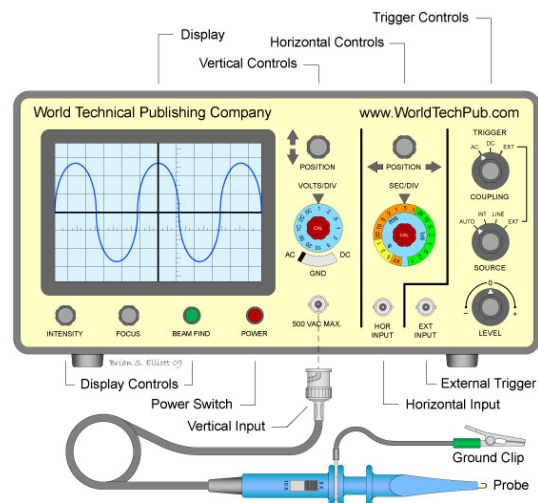 Trigger Controls
Display
Horizontal Controls
Vertical Controls
World Technical Publishing Company
www.WorldTechPub.com
TRIGGER
AC DC EXT
COUPLING
POSITION
POSITION
VOLTS/DIV
SEC/DIV
CAL
CAL
AC DC
GND
AUTO INT LINE EXT
SOURCE
0
- +
LEVEL
INTENSITY
FOCUS
BEAM FIND
POWER
500 VAC MAX.
HOR INPUT
EXT INPUT
Brian S. Elliott 09
Display Controls
Power Switch
Vertical Input
External Trigger
Horizontal Input
Ground Clip
Probe